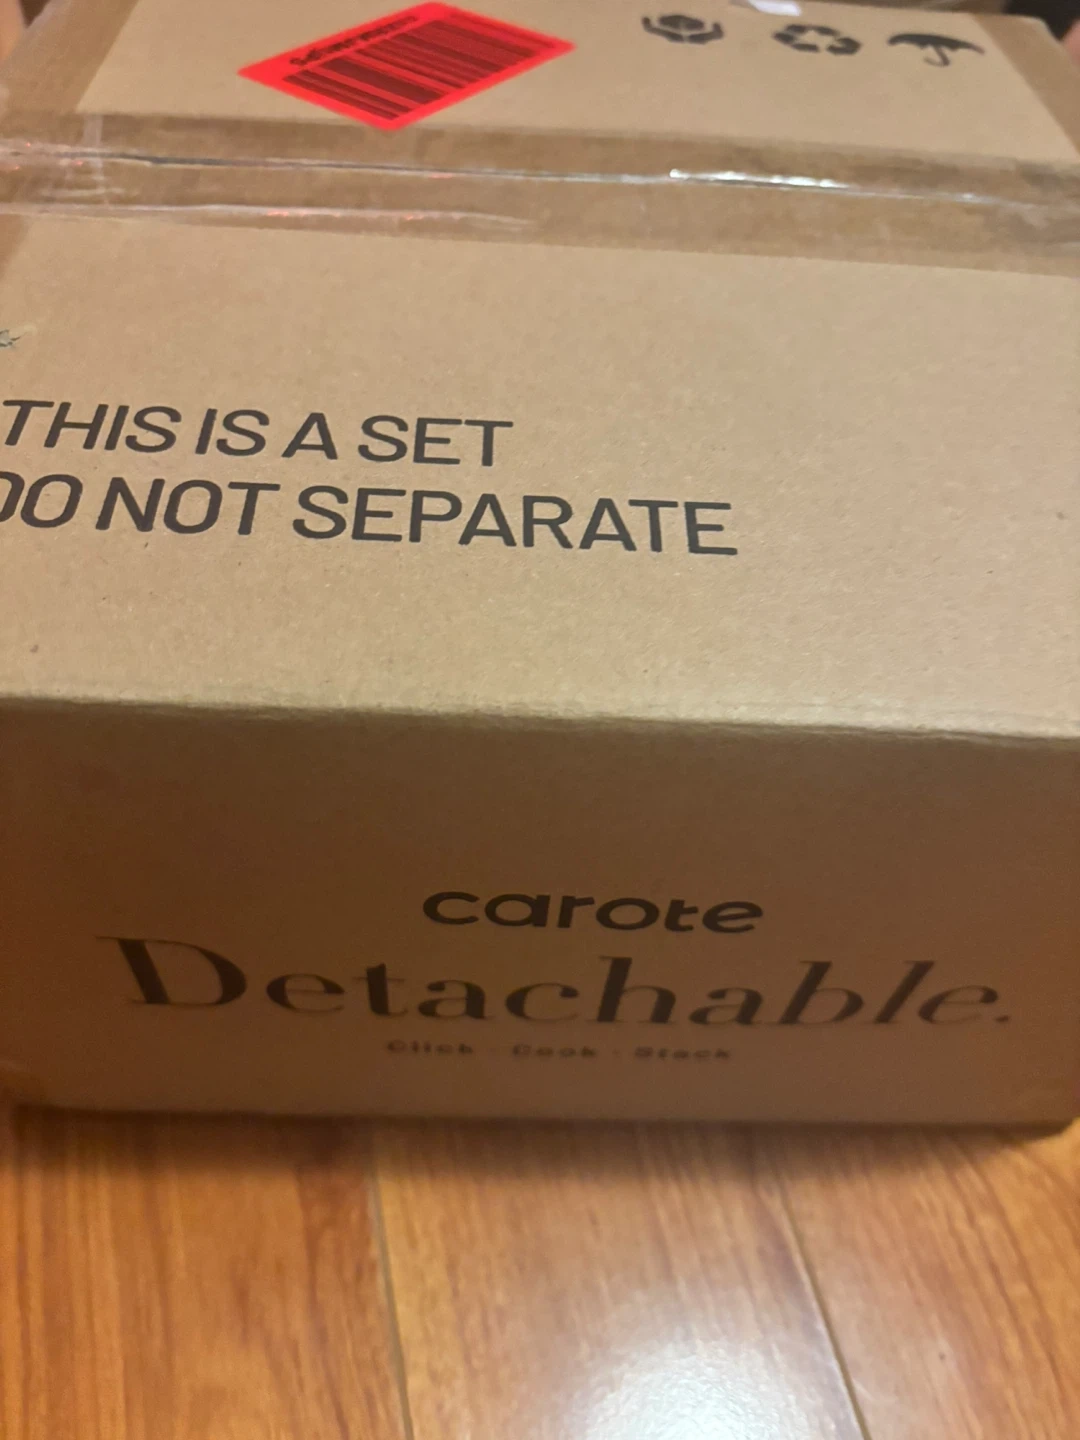 THIS IS A SET
DO NOT SEPARATE
carote
Detachable.
Click · Cook · Stack